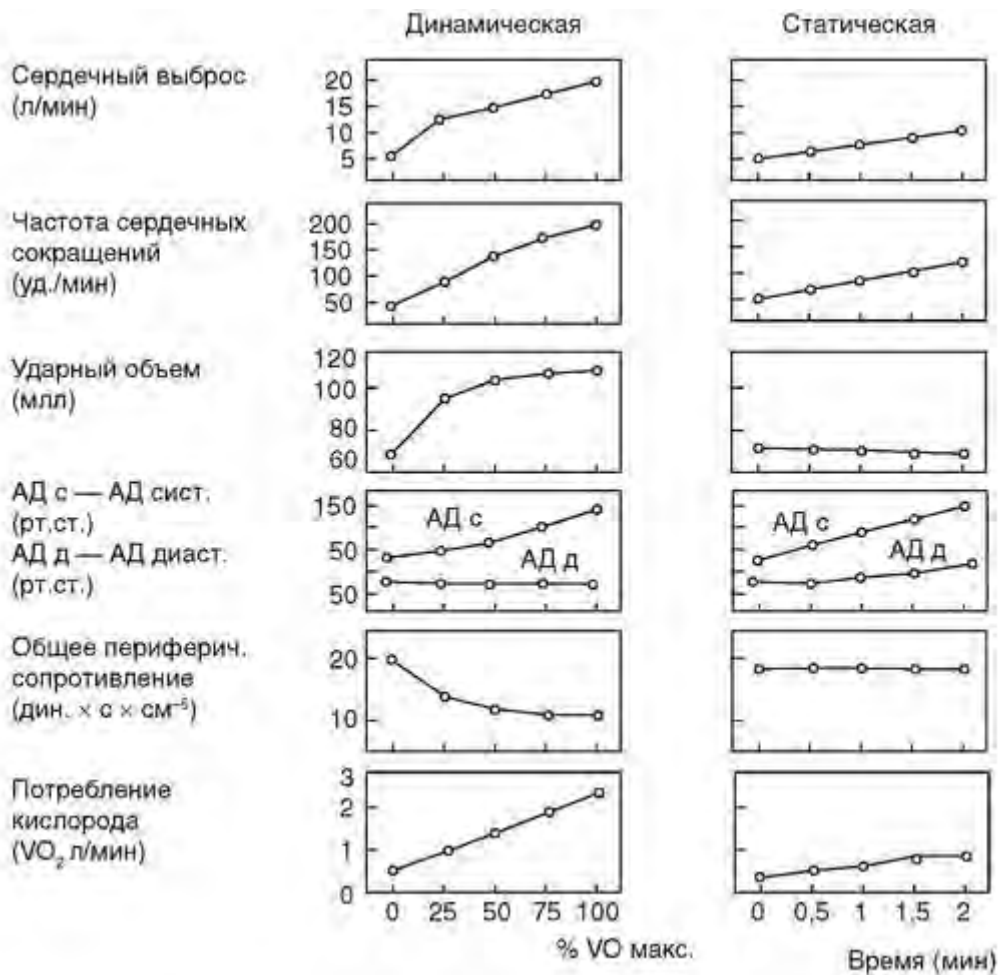 Динамическая
Статическая
Сердечный выброс
(л/мин)
20
15
10
5
Частота сердечных
сокращений
(уд./мин)
200
150
100
50
Ударный объем
(млл)
120
100
80
60
АД с — АД сист.
(рт.ст.)
АД д — АД диаст.
(рт.ст.)
150
50
50
АД с
АД д
АД с
АД д
Общее периферич.
сопротивление
(дин. × с × см⁻⁵)
20
10
Потребление
кислорода
(VO₂ л/мин)
3
2
1
0
0 25 50 75 100
% VO макс.
0 0,5 1 1,5 2
Время (мин)